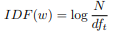 IDF(w) = log N/df_t